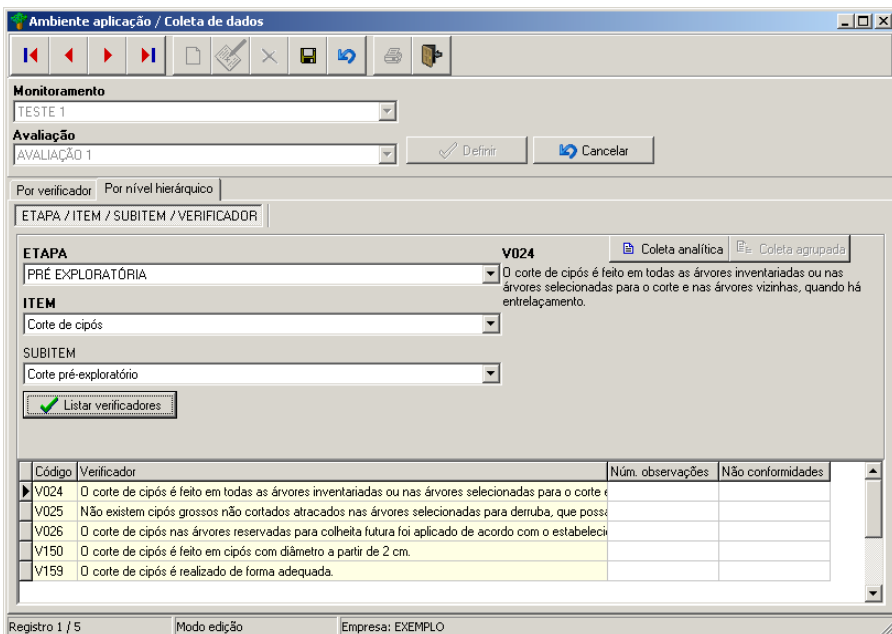 Ambiente aplicação / Coleta de dados
Monitoramento
TESTE 1
Avaliação
AVALIAÇÃO 1
Definir
Cancelar
Por verificador
Por nível hierárquico
ETAPA / ITEM / SUBITEM / VERIFICADOR
ETAPA
PRÉ EXPLORATÓRIA
ITEM
Corte de cipós
SUBITEM
Corte pré-exploratório
Listar verificadores
V024
Coleta analítica
Coleta agrupada
O corte de cipós é feito em todas as árvores inventariadas ou nas
árvores selecionadas para o corte e nas árvores vizinhas, quando há
entrelaçamento.
Código Verificador Núm. observações Não conformidades
V024 O corte de cipós é feito em todas as árvores inventariadas ou nas árvores selecionadas para o corte e
V025 Não existem cipós grossos não cortados atracados nas árvores selecionadas para derruba, que possa
V026 O corte de cipós nas árvores reservadas para colheita futura foi aplicado de acordo com o estabeleci
V150 O corte de cipós é feito em cipós com diâmetro a partir de 2 cm.
V159 O corte de cipós é realizado de forma adequada.
Registro 1 / 5 Modo edição Empresa: EXEMPLO